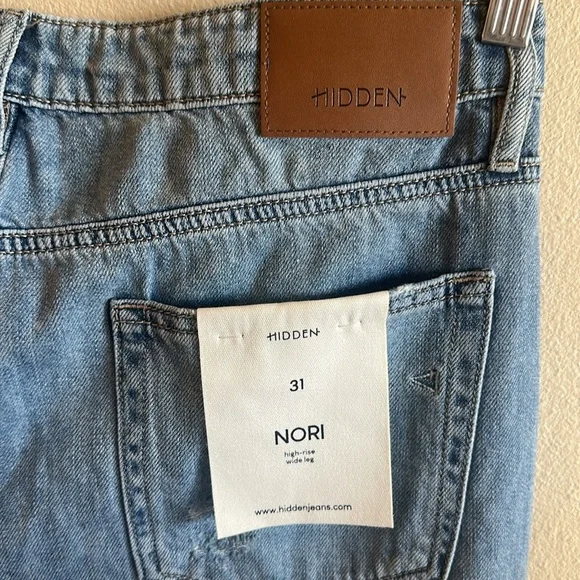 HIDDEN
HIDDEN
31
NORI
high-rise
wide leg
www.hiddenjeans.com